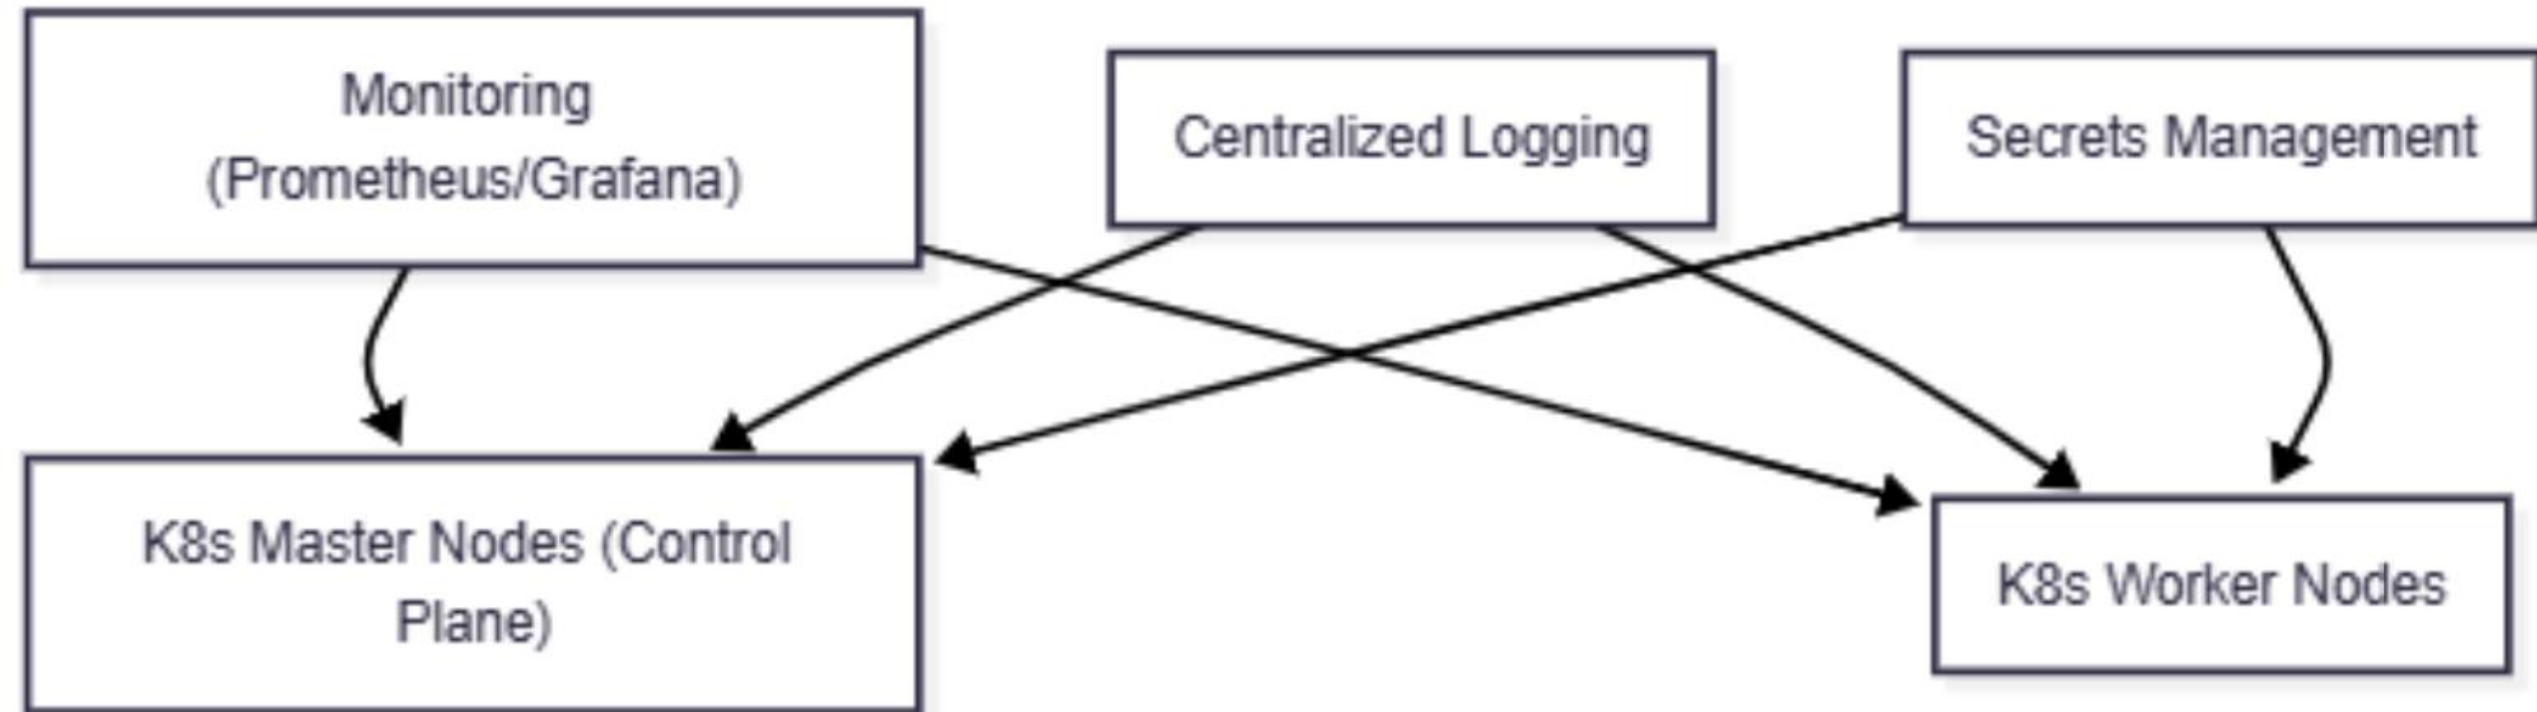 Monitoring
(Prometheus/Grafana)
Centralized Logging
Secrets Management
K8s Master Nodes (Control
Plane)
K8s Worker Nodes